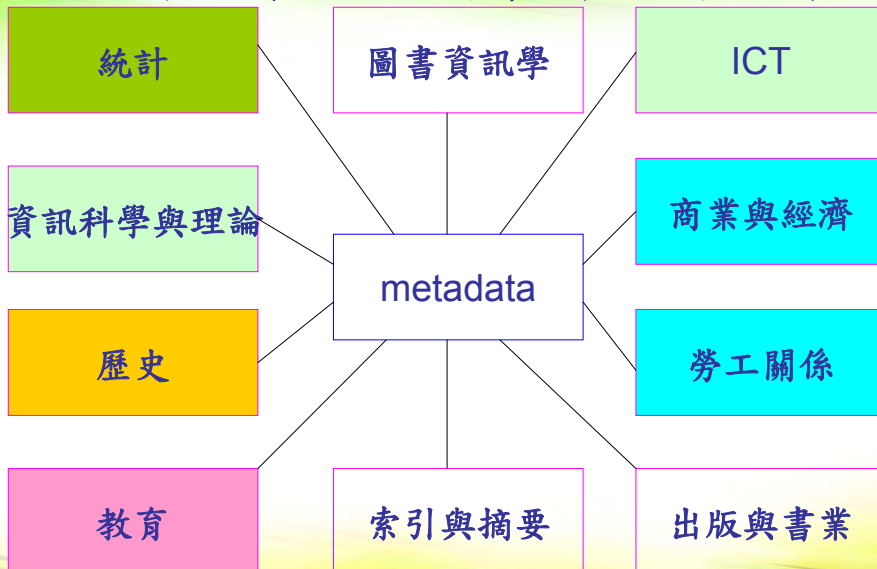 統計
圖書資訊學
ICT
資訊科學與理論
商業與經濟
metadata
歷史
勞工關係
教育
索引與摘要
出版與書業